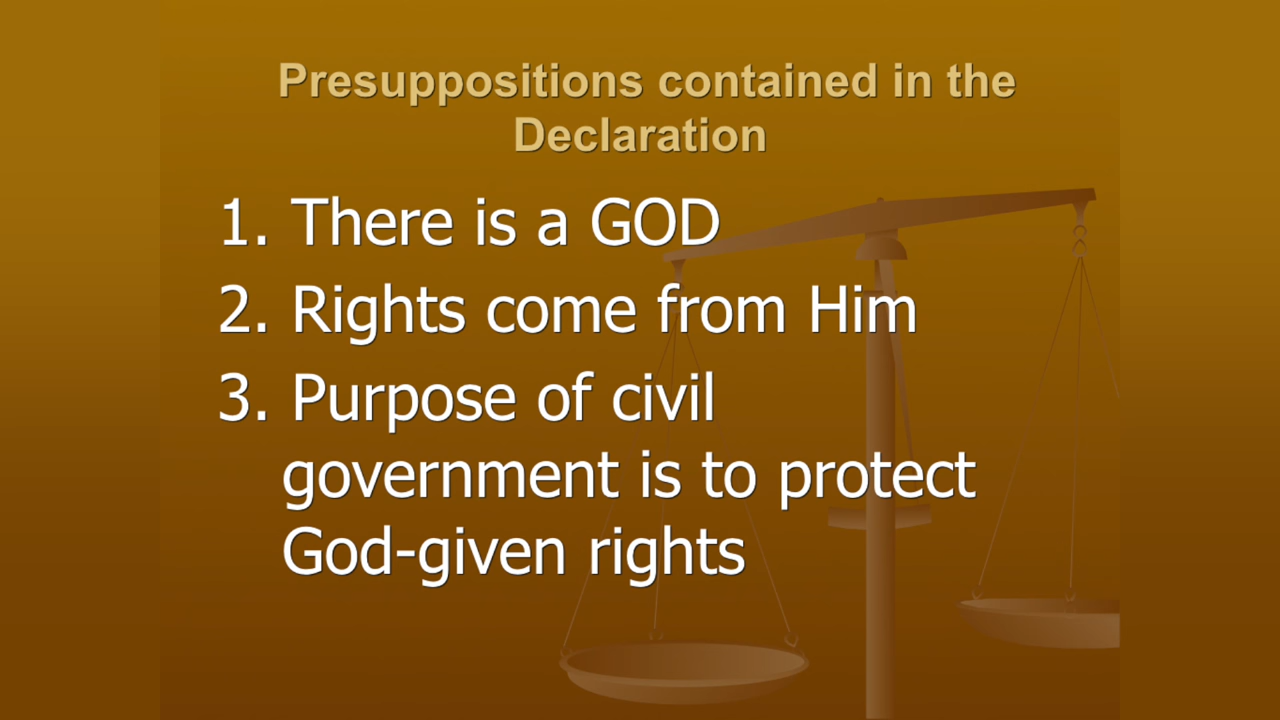 Presuppositions contained in the
Declaration
1. There is a GOD
2. Rights come from Him
3. Purpose of civil
government is to protect
God-given rights